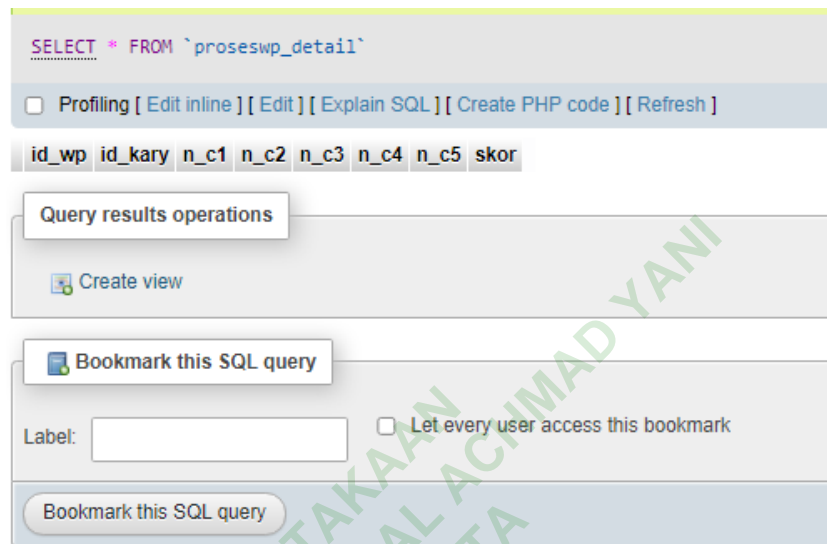 SELECT * FROM `proseswp_detail`
Profiling [ Edit inline ] [ Edit ] [ Explain SQL ] [ Create PHP code ] [ Refresh ]
id_wp id_kary n_c1 n_c2 n_c3 n_c4 n_c5 skor
Query results operations
Create view
Bookmark this SQL query
Label:
Let every user access this bookmark
Bookmark this SQL query
ACHMAD YANI